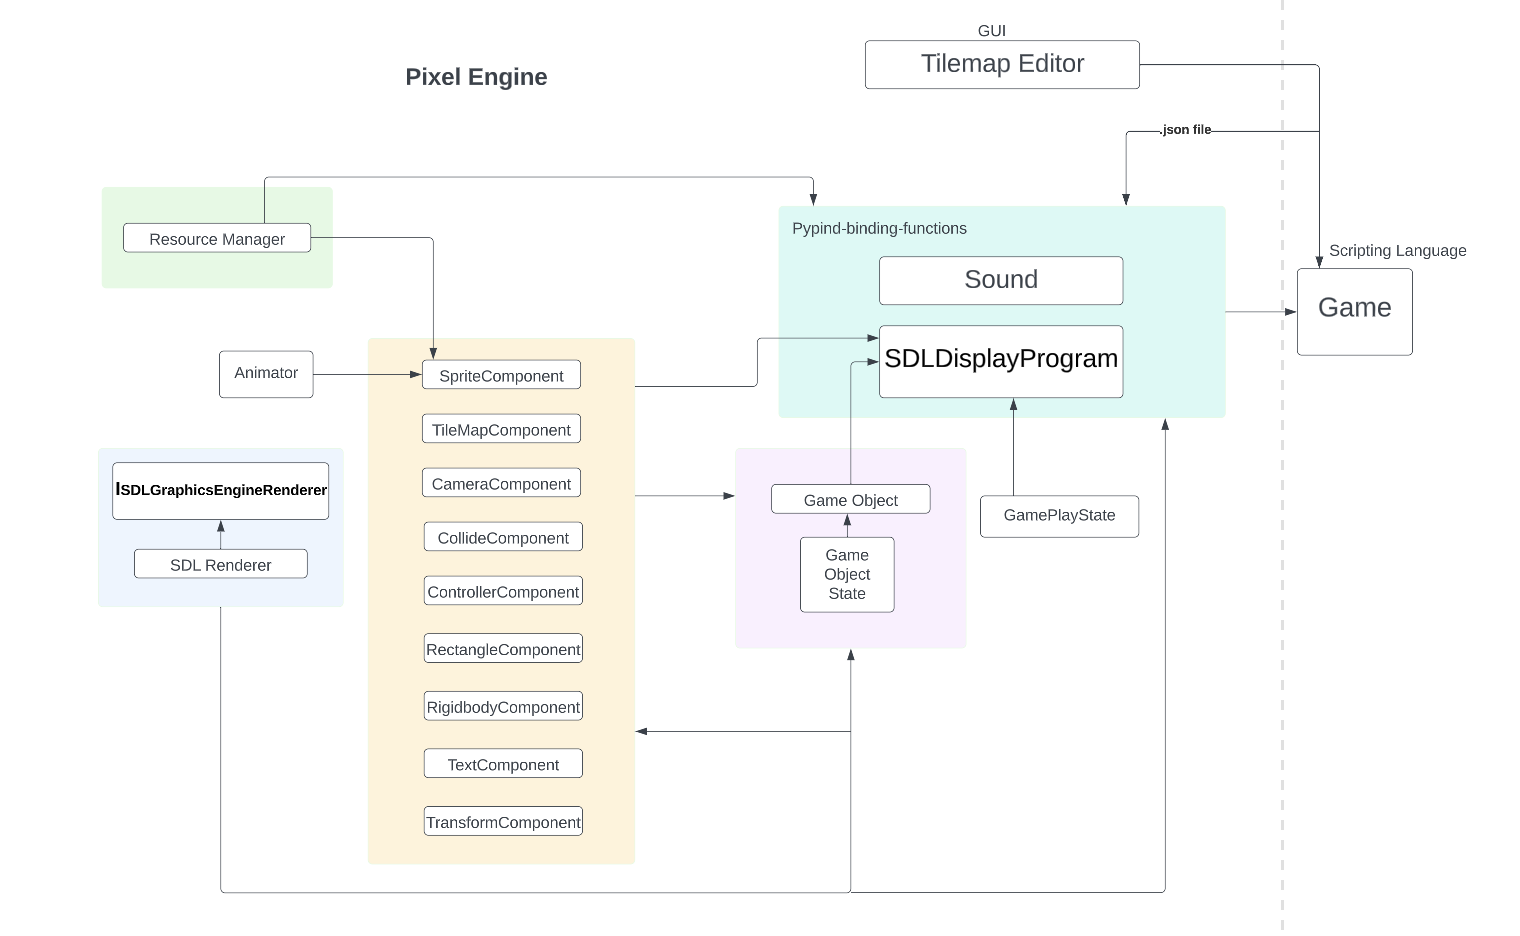 GUI
Tilemap Editor
Pixel Engine
.json file
Resource Manager
Pypind-binding-functions
Scripting Language
Sound
Game
SDLDisplayProgram
Animator
SpriteComponent
TileMapComponent
CameraComponent
CollideComponent
ControllerComponent
RectangleComponent
RigidbodyComponent
TextComponent
TransformComponent
ISDLGraphicsEngineRenderer
SDL Renderer
Game Object
Game
Object
State
GamePlayState